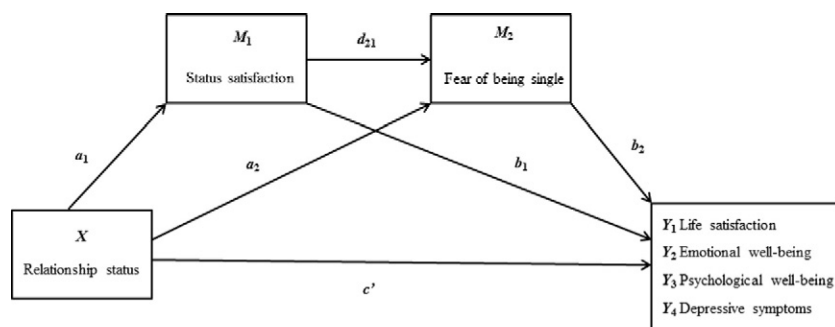 M1
Status satisfaction
d21
M2
Fear of being single
a1
a2
b1
b2
X
Relationship status
c'
Y1 Life satisfaction
Y2 Emotional well-being
Y3 Psychological well-being
Y4 Depressive symptoms